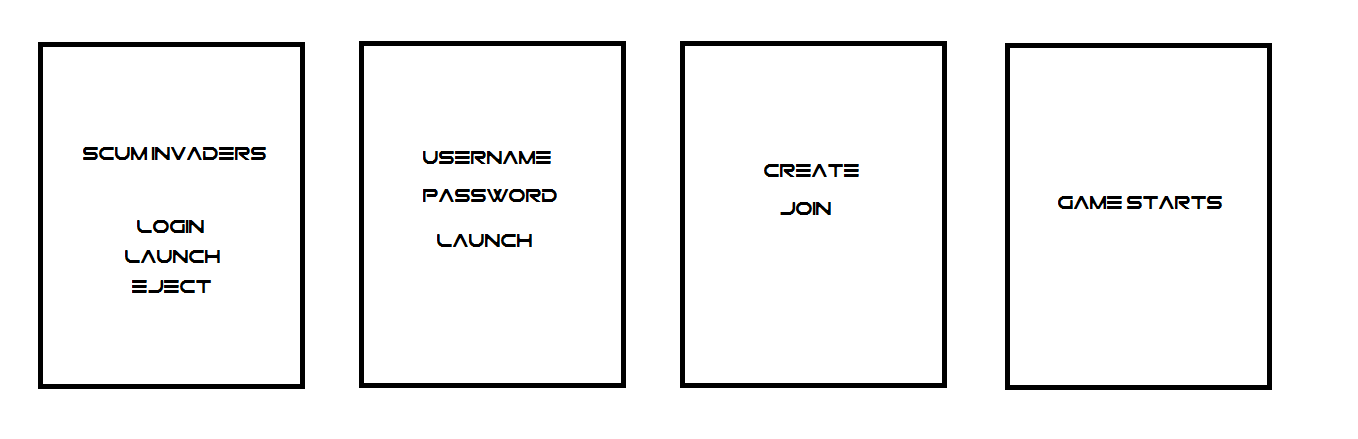 SCUM INVADERS
LOGIN
LAUNCH
EJECT
USERNAME
PASSWORD
LAUNCH
CREATE
JOIN
GAME STARTS